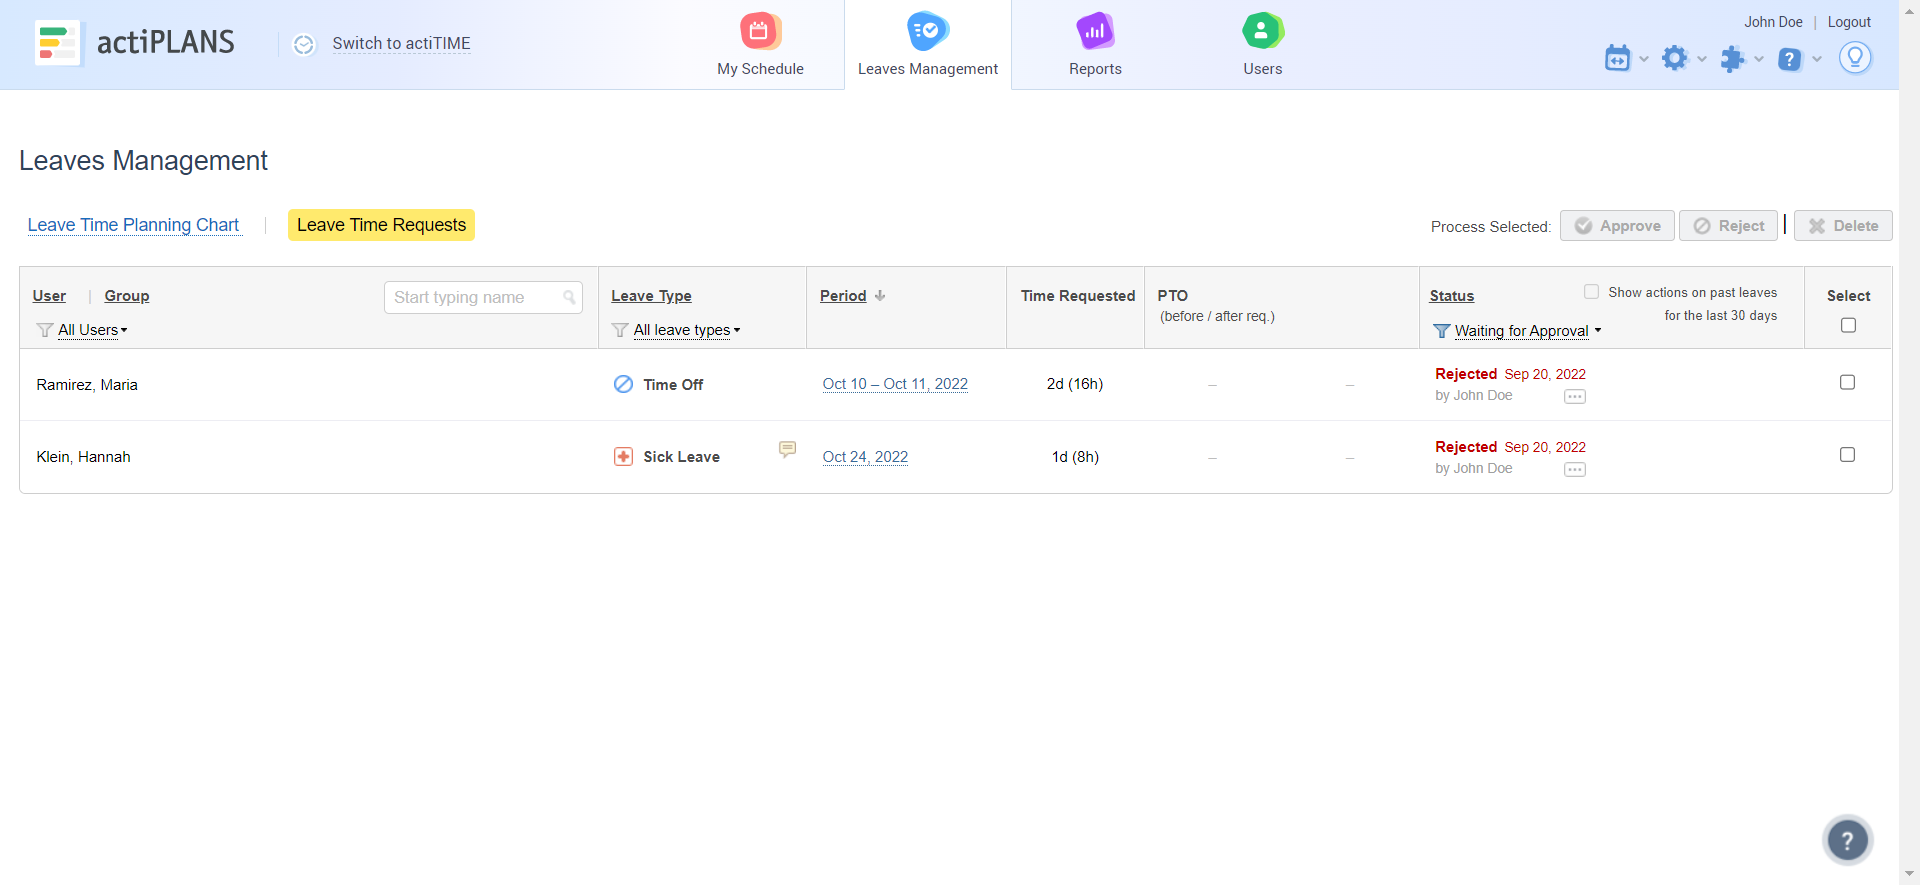 actiPLANS
Switch to actiTIME
My Schedule
Leaves Management
Reports
Users
John Doe | Logout
Leaves Management
Leave Time Planning Chart
Leave Time Requests
Process Selected:
Approve
Reject
Delete
User | Group
Start typing name
All Users
Leave Type
All leave types
Period
Time Requested
PTO
(before / after req.)
Status
Show actions on past leaves
for the last 30 days
Waiting for Approval
Select
Ramirez, Maria
Time Off
Oct 10 – Oct 11, 2022
2d (16h)
–
–
Rejected Sep 20, 2022
by John Doe
Klein, Hannah
Sick Leave
Oct 24, 2022
1d (8h)
–
–
Rejected Sep 20, 2022
by John Doe
?